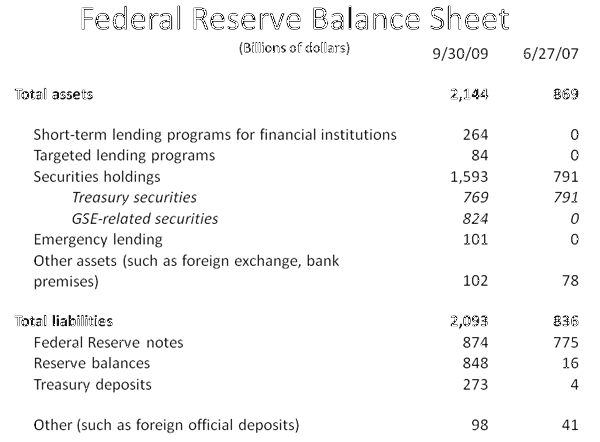 Federal Reserve Balance Sheet
(Billions of dollars)
9/30/09 6/27/07
Total assets 2,144 869
Short-term lending programs for financial institutions 264 0
Targeted lending programs 84 0
Securities holdings 1,593 791
Treasury securities 769 791
GSE-related securities 824 0
Emergency lending 101 0
Other assets (such as foreign exchange, bank
premises) 102 78
Total liabilities 2,093 836
Federal Reserve notes 874 775
Reserve balances 848 16
Treasury deposits 273 4
Other (such as foreign official deposits) 98 41